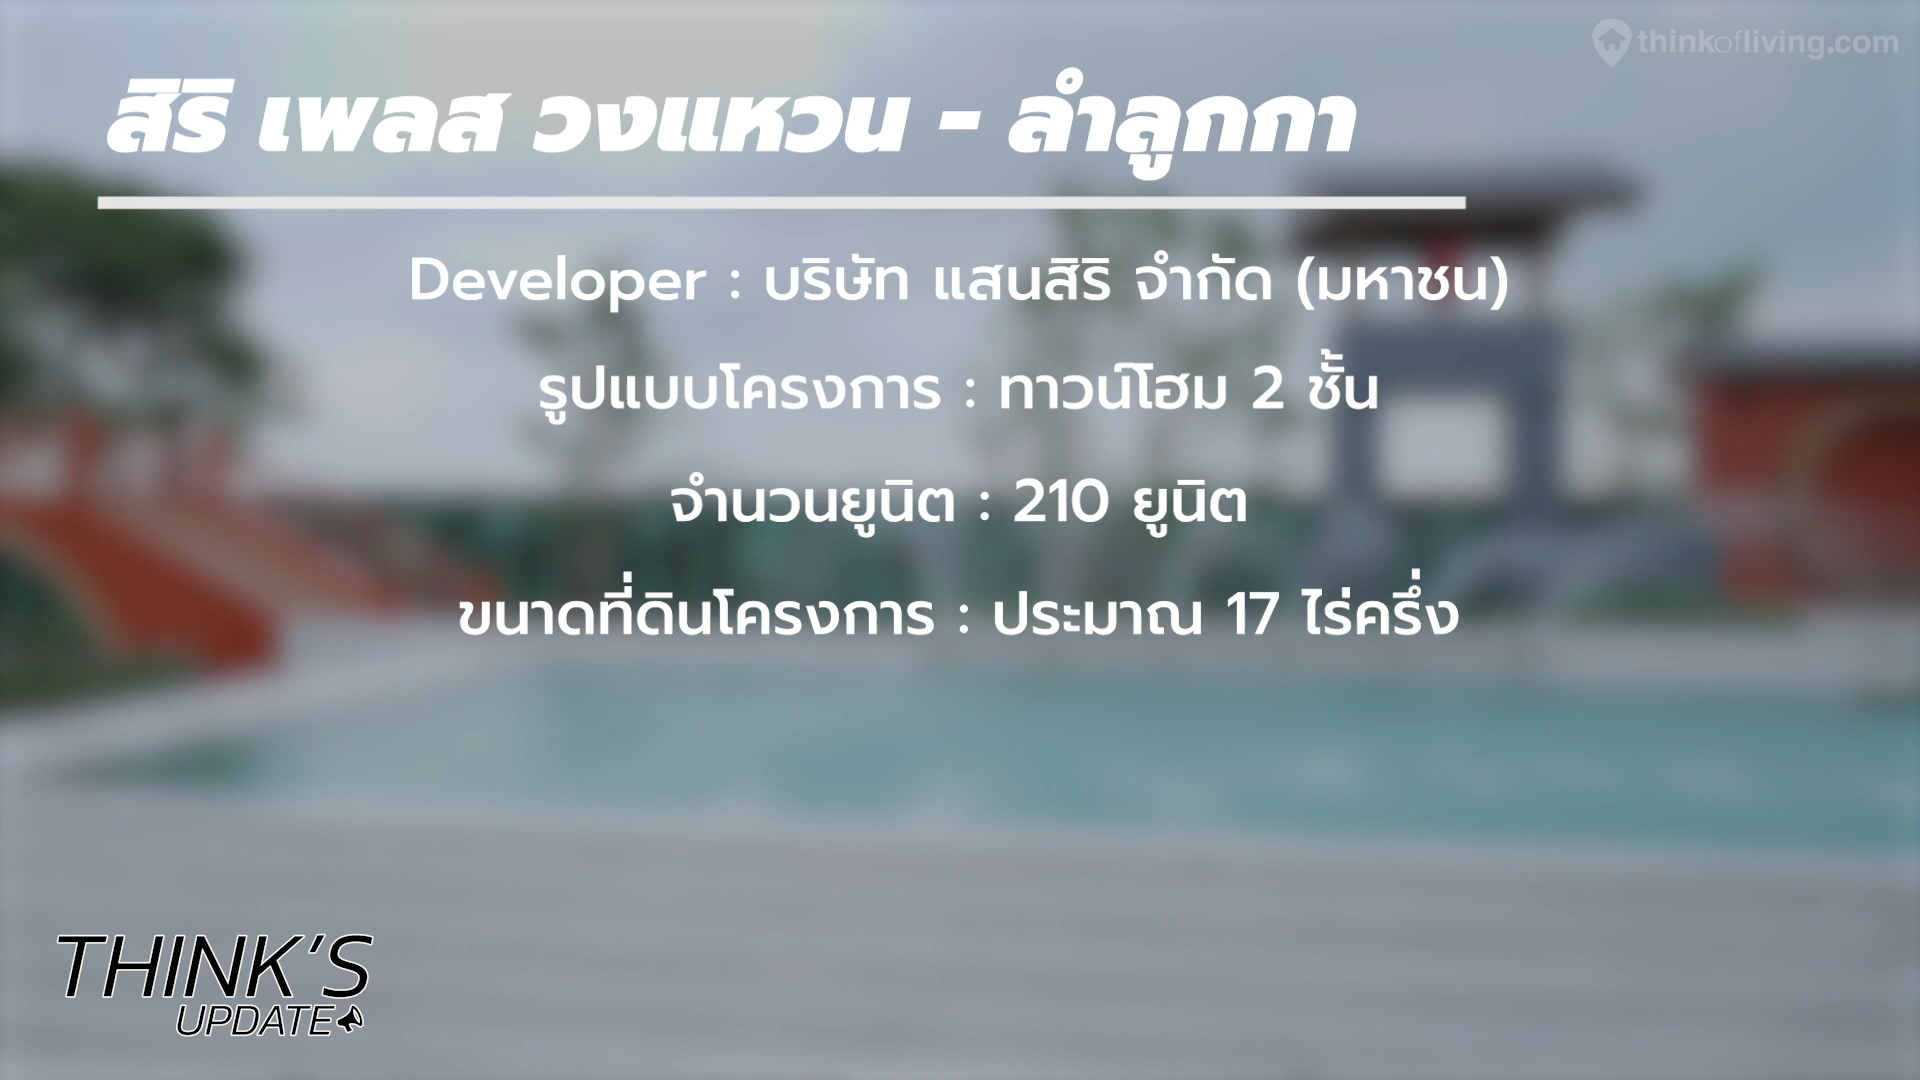 thinkofliving.com
สิริ เพลส วงแหวน - ลำลูกกา
Developer : บริษัท แสนสิริ จำกัด (มหาชน)
รูปแบบโครงการ : ทาวน์โฮม 2 ชั้น
จำนวนยูนิต : 210 ยูนิต
ขนาดที่ดินโครงการ : ประมาณ 17 ไร่ครึ่ง
THINK'S
UPDATE